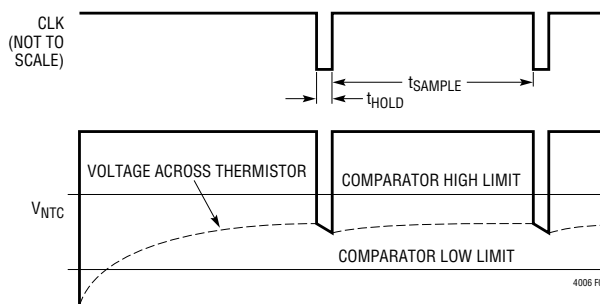 CLK
(NOT TO
SCALE)
tSAMPLE
tHOLD
VOLTAGE ACROSS THERMISTOR
COMPARATOR HIGH LIMIT
VNTC
COMPARATOR LOW LIMIT
4006